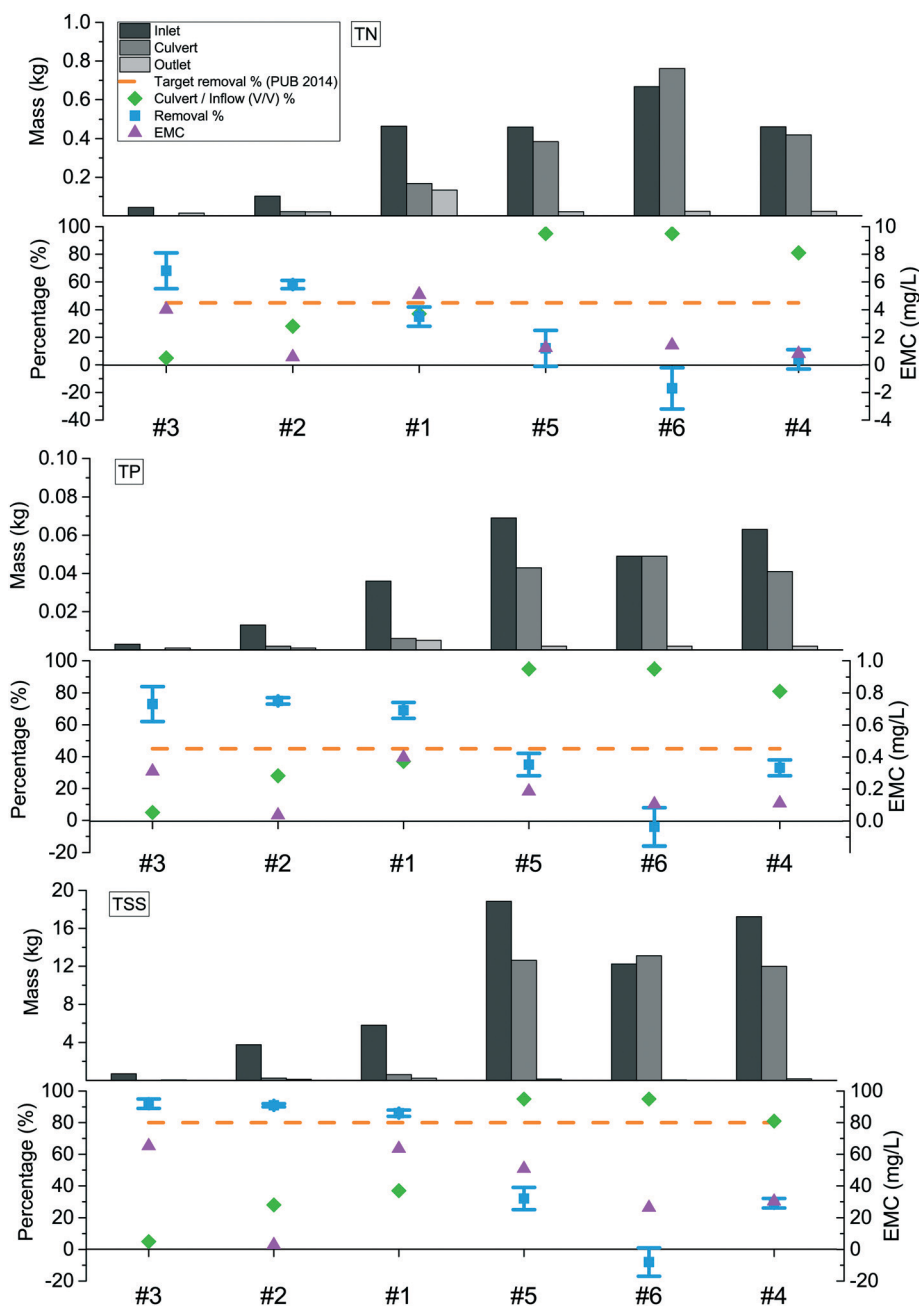 TN
Inlet
Culvert
Outlet
Target removal % (PUB 2014)
Culvert / Inflow (V/V) %
Removal %
EMC
Mass (kg)
1.0
0.8
0.6
0.4
0.2
Percentage (%)
100
80
60
40
20
0
-20
-40
EMC (mg/L)
10
8
6
4
2
0
-2
-4
#3 #2 #1 #5 #6 #4
TP
Mass (kg)
0.10
0.08
0.06
0.04
0.02
Percentage (%)
100
80
60
40
20
0
-20
EMC (mg/L)
1.0
0.8
0.6
0.4
0.2
0.0
#3 #2 #1 #5 #6 #4
TSS
Mass (kg)
20
16
12
8
4
Percentage (%)
100
80
60
40
20
0
-20
EMC (mg/L)
100
80
60
40
20
0
-20
#3 #2 #1 #5 #6 #4